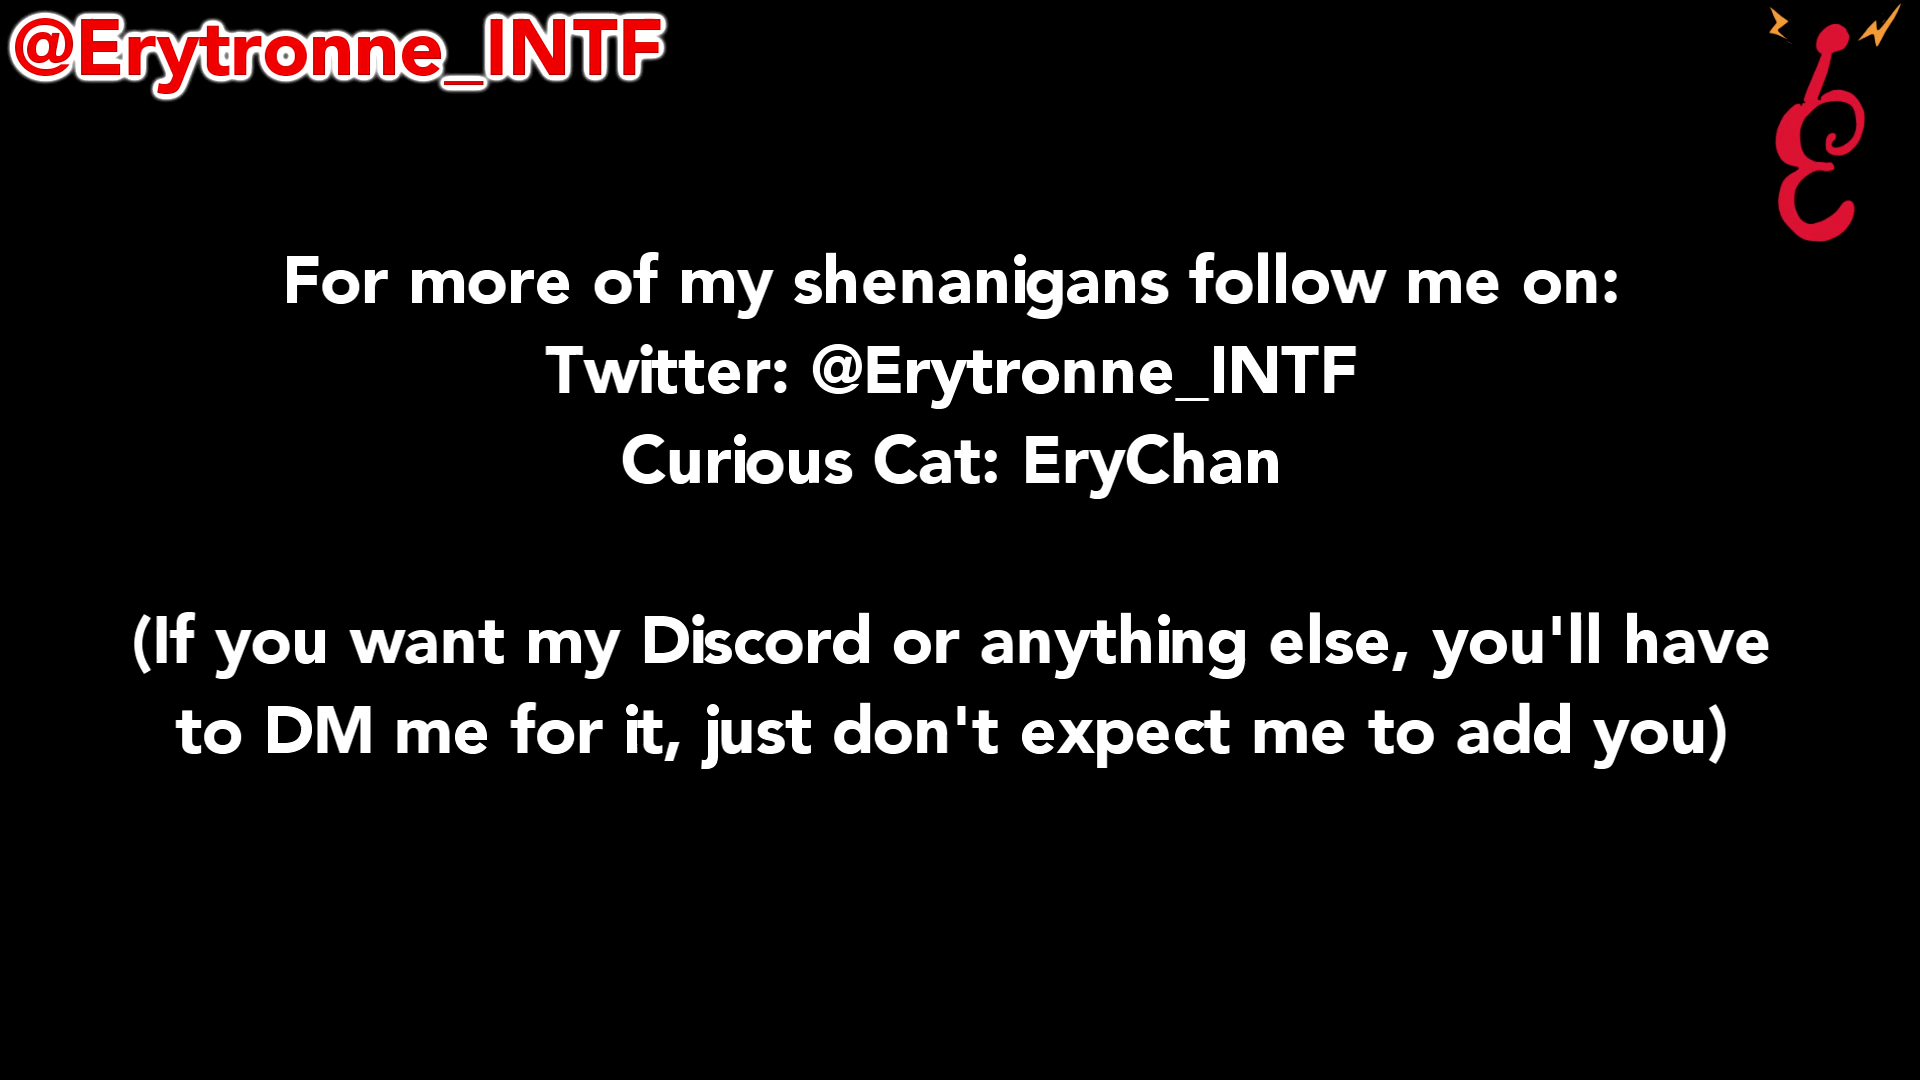 @Erytronne_INTF
For more of my shenanigans follow me on:
Twitter: @Erytronne_INTF
Curious Cat: EryChan
(If you want my Discord or anything else, you'll have
to DM me for it, just don't expect me to add you)